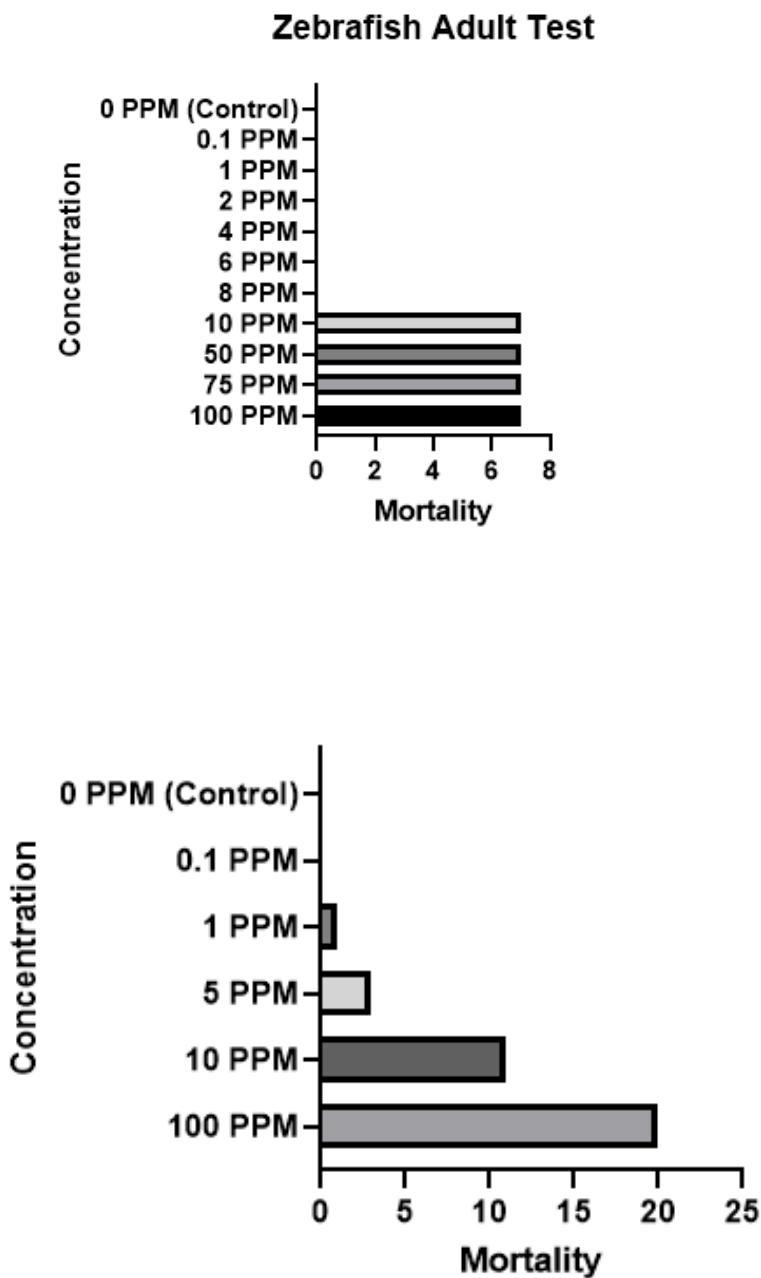 Zebrafish Adult Test
Concentration
0 PPM (Control)
0.1 PPM
1 PPM
2 PPM
4 PPM
6 PPM
8 PPM
10 PPM
50 PPM
75 PPM
100 PPM
0 2 4 6 8
Mortality
Concentration
0 PPM (Control)
0.1 PPM
1 PPM
5 PPM
10 PPM
100 PPM
0 5 10 15 20 25
Mortality